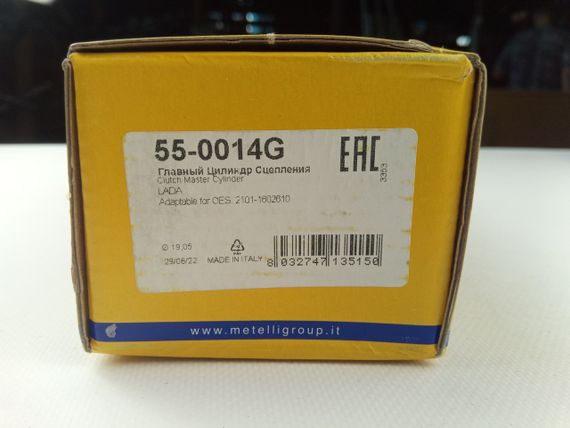 55-0014G
Главный Цилиндр Сцепления
Clutch Master Cylinder
LADA
Adaptable for OES: 2101-1602610
EAC
3353
Ø 19,05
29/06/22 MADE IN ITALY
8 032747 135150
www.metelligroup.it